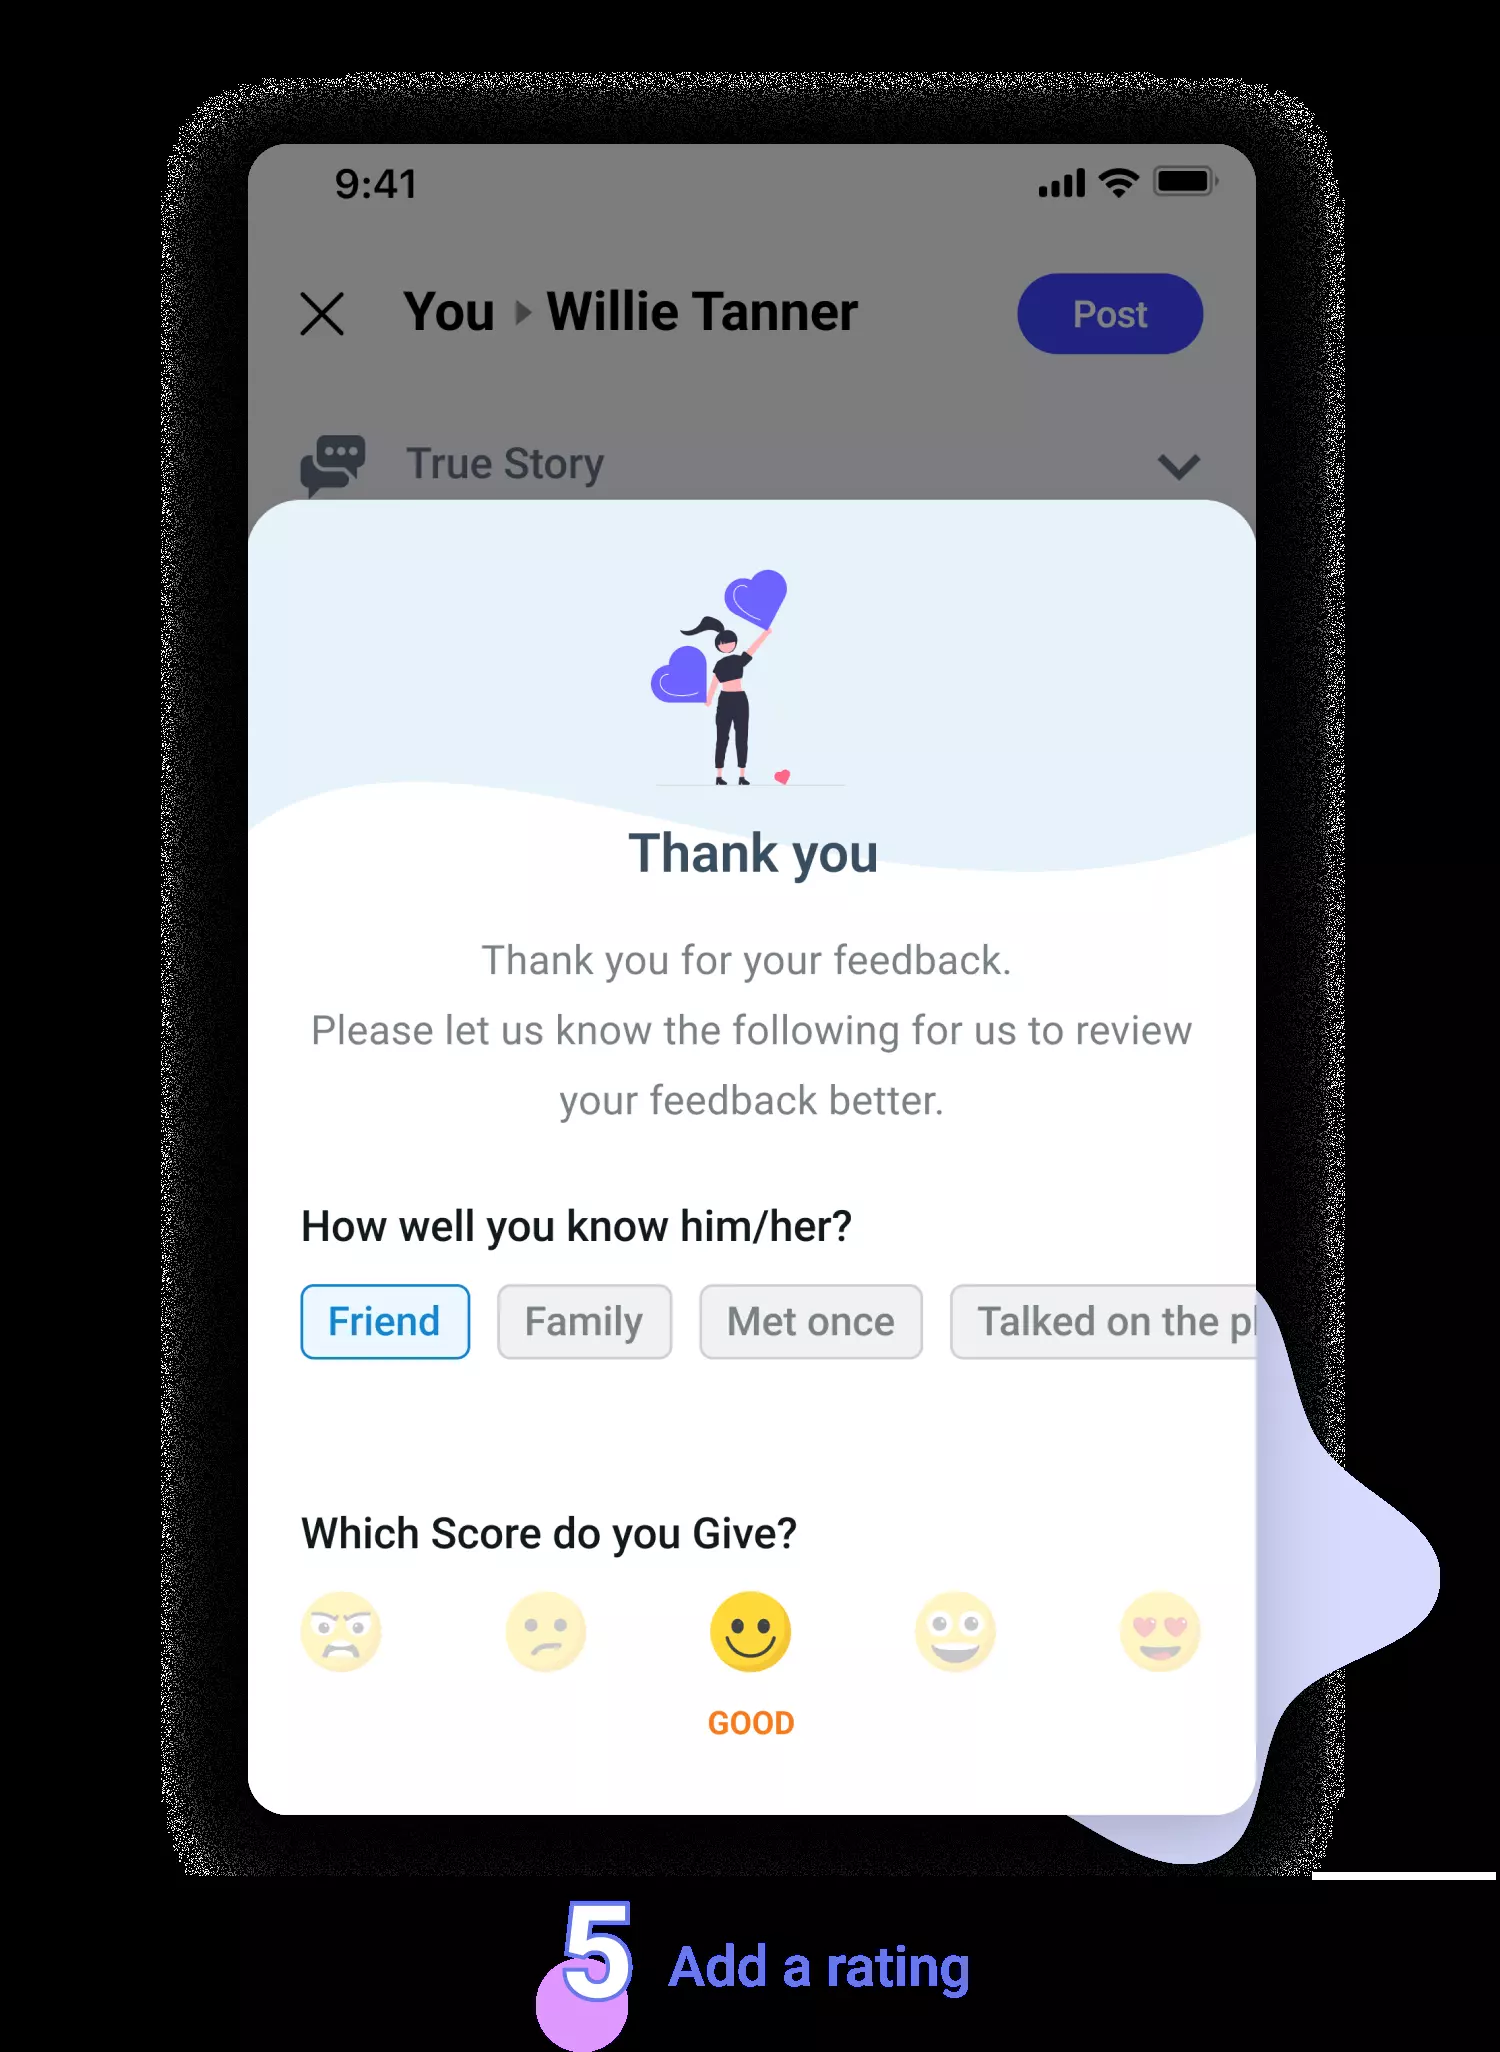 9:41
You Willie Tanner
Post
True Story
Thank you
Thank you for your feedback.
Please let us know the following for us to review
your feedback better.
How well you know him/her?
Friend Family Met once Talked on the
Which Score do you Give?
GOOD
5 Add a rating